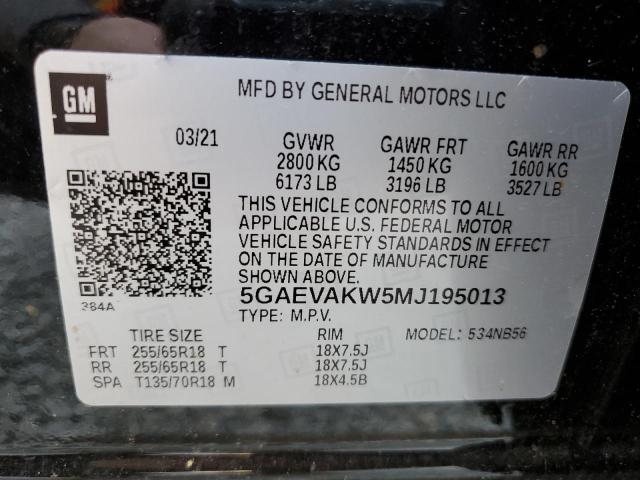 GM
MFD BY GENERAL MOTORS LLC
03/21 GVWR GAWR FRT GAWR RR
2800 KG 1450 KG 1600 KG
6173 LB 3196 LB 3527 LB
THIS VEHICLE CONFORMS TO ALL
APPLICABLE U.S. FEDERAL MOTOR
VEHICLE SAFETY STANDARDS IN EFFECT
ON THE DATE OF MANUFACTURE
5GAEVAKW5MJ195013
384A
TYPE: M.P.V.
TIRE SIZE RIM MODEL: 534NB56
FRT 255/65R18 T 18X7.5J
RR 255/65R18 T 18X7.5J
SPA T135/70R18 M 18X4.5B